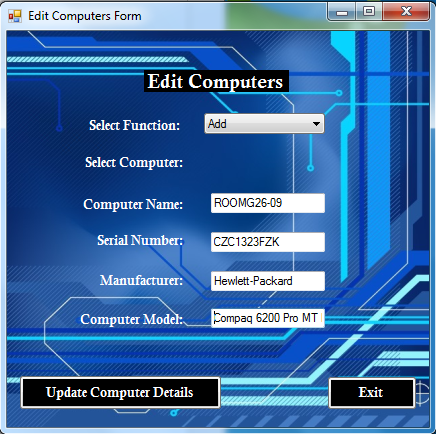 Edit Computers Form
Edit Computers
Select Function: Add
Select Computer:
Computer Name: ROOMG26-09
Serial Number: CZC1323FZK
Manufacturer: Hewlett-Packard
Computer Model: Compaq 6200 Pro MT
Update Computer Details Exit